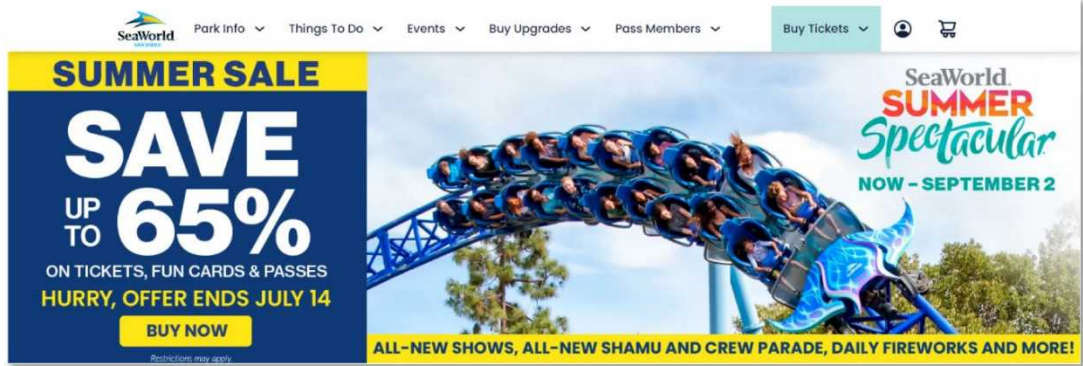 SeaWorld
SAN DIEGO
Park Info
Things To Do
Events
Buy Upgrades
Pass Members
Buy Tickets
SUMMER SALE
SAVE
UP
TO
65%
ON TICKETS, FUN CARDS & PASSES
HURRY, OFFER ENDS JULY 14
BUY NOW
Restrictions may apply.
SeaWorld
SUMMER
Spectacular
NOW – SEPTEMBER 2
ALL-NEW SHOWS, ALL-NEW SHAMU AND CREW PARADE, DAILY FIREWORKS AND MORE!